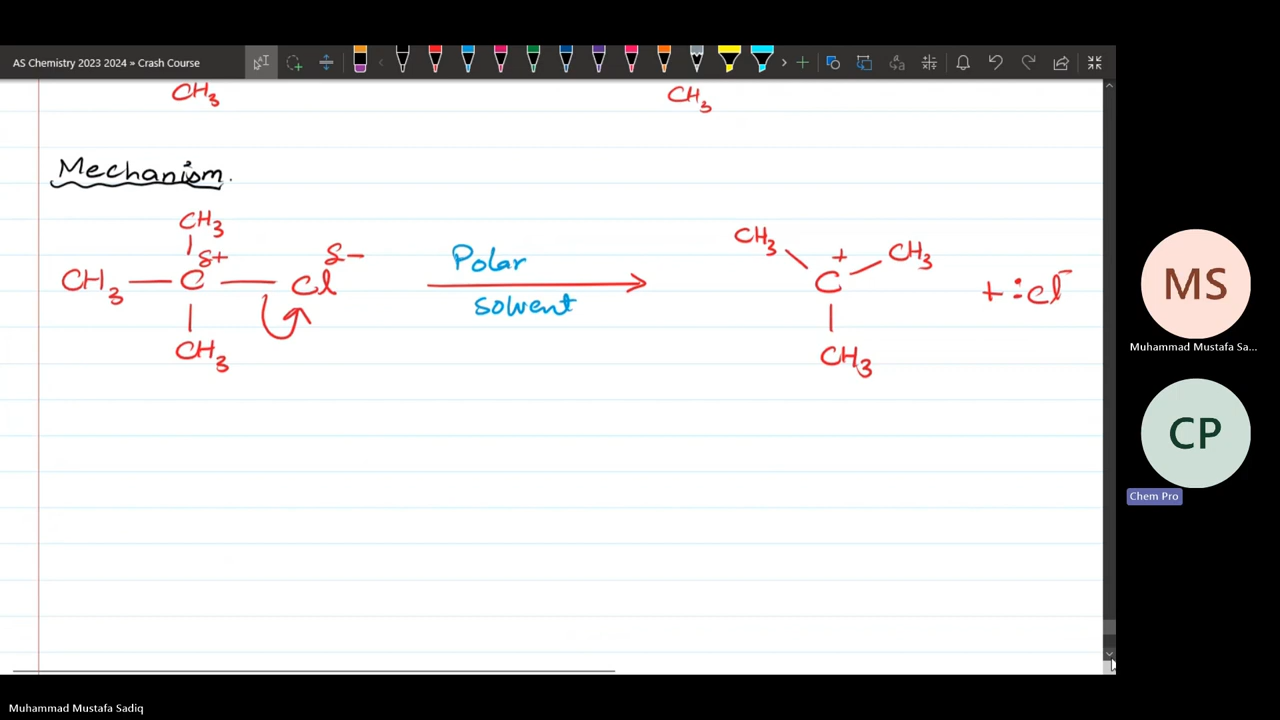 AS Chemistry 2023 2024 » Crash Course
CH3
CH3
Mechanism.
CH3
CH3 — C δ+ — Cl δ−
CH3
Polar
solvent
CH3 CH3
C +
CH3
+ :Cl−
MS
Muhammad Mustafa Sa...
CP
Chem Pro
Muhammad Mustafa Sadiq